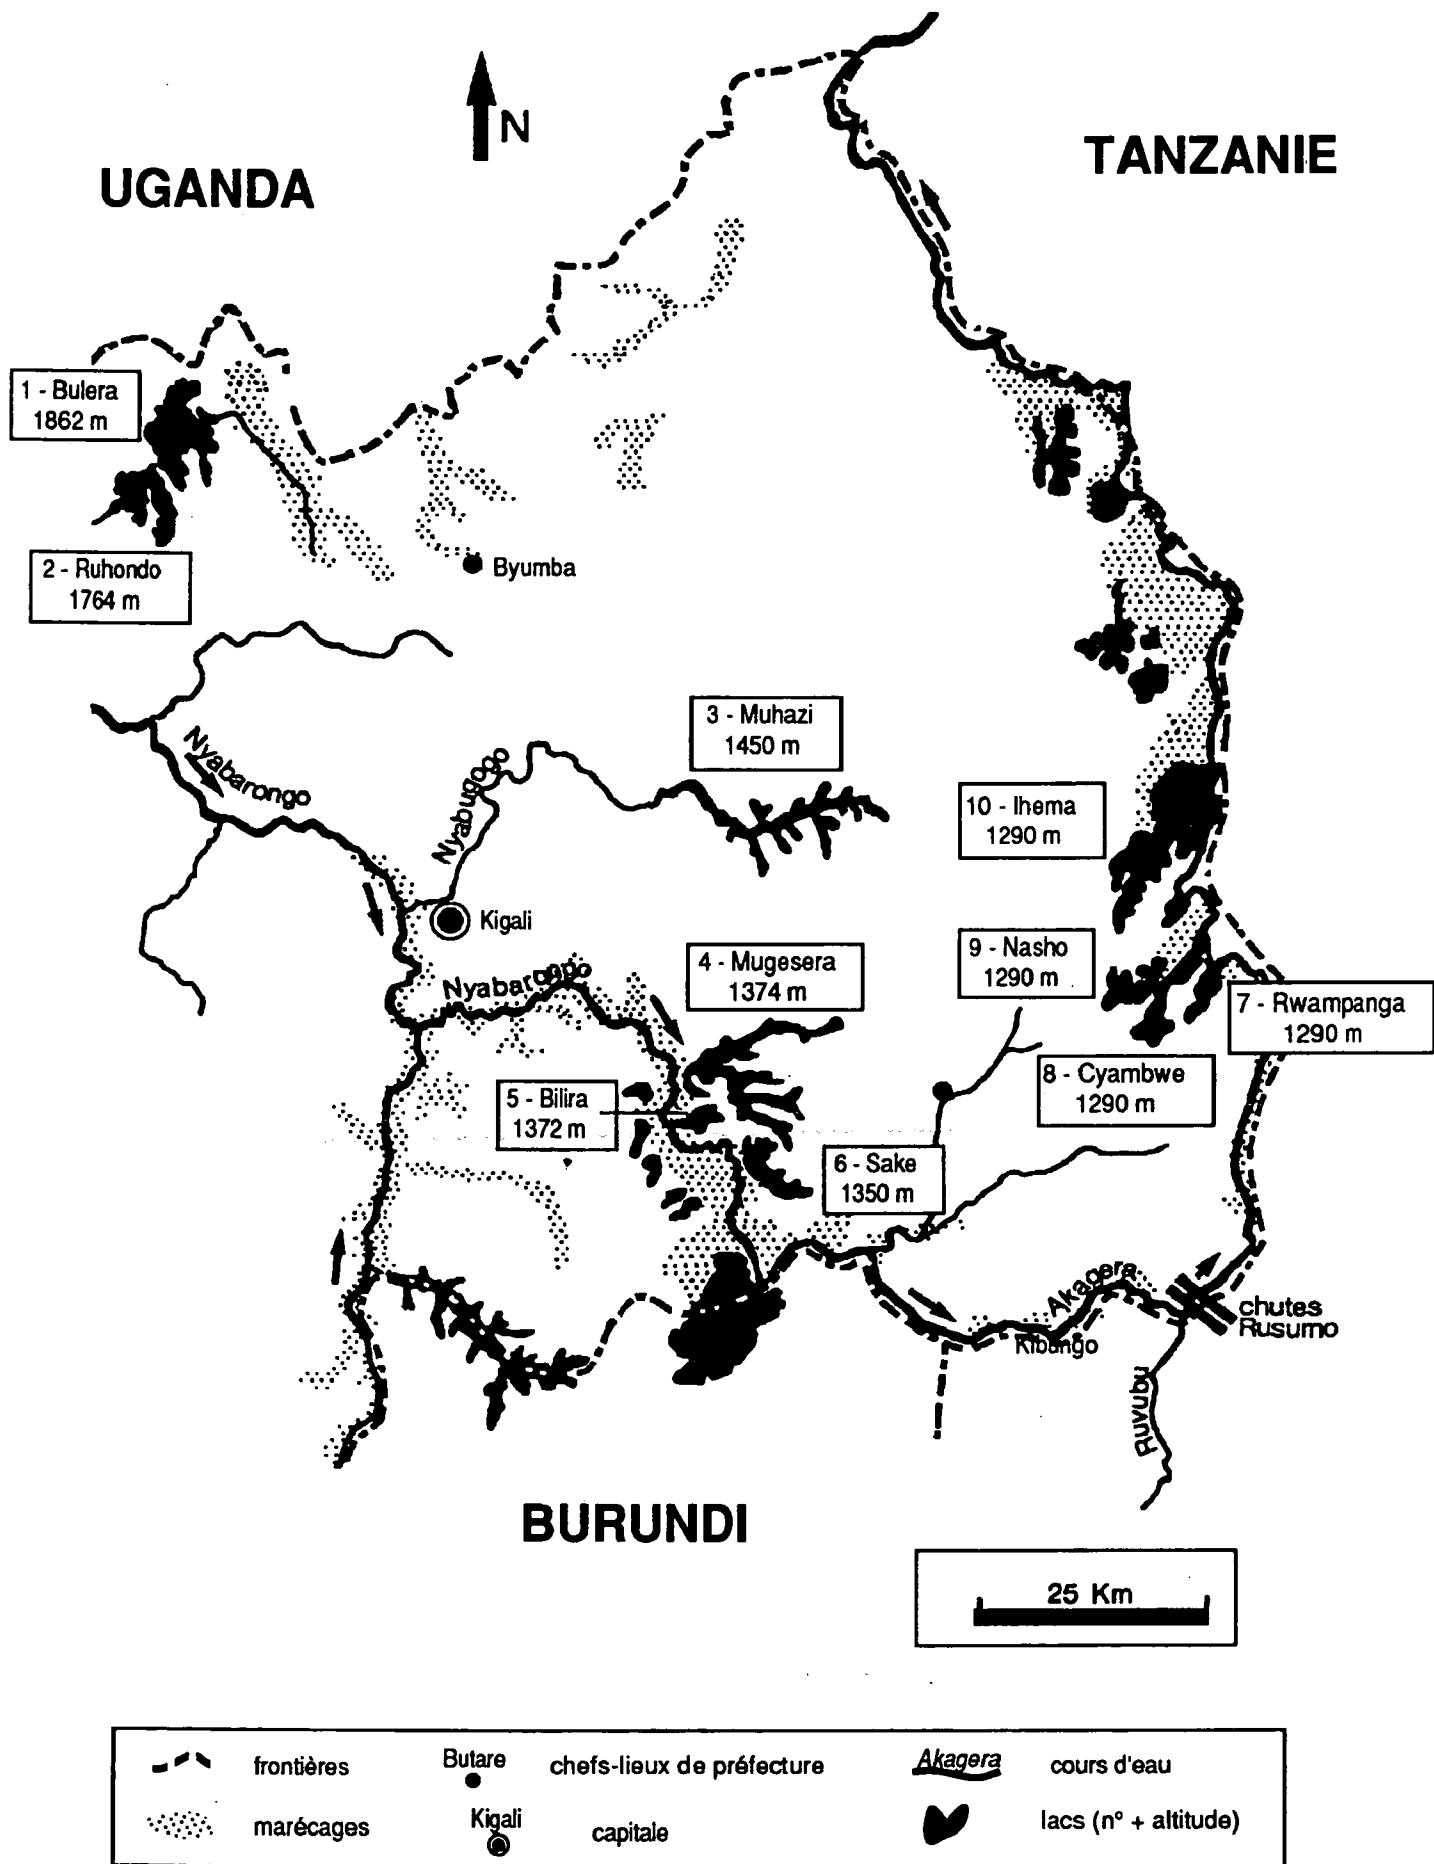 N
UGANDA
TANZANIE
1 - Bulera
1862 m
2 - Ruhondo
1764 m
Byumba
Nyabarongo
Nyabugogo
3 - Muhazi
1450 m
10 - Ihema
1290 m
Kigali
Nyabarongo
4 - Mugesera
1374 m
9 - Nasho
1290 m
7 - Rwampanga
1290 m
8 - Cyambwe
1290 m
5 - Bilira
1372 m
6 - Sake
1350 m
Akagera
Kibungo
chutes
Rusumo
Ruvubu
BURUNDI
25 Km
frontières
Butare
chefs-lieux de préfecture
Akagera
cours d'eau
marécages
Kigali
capitale
lacs (n° + altitude)